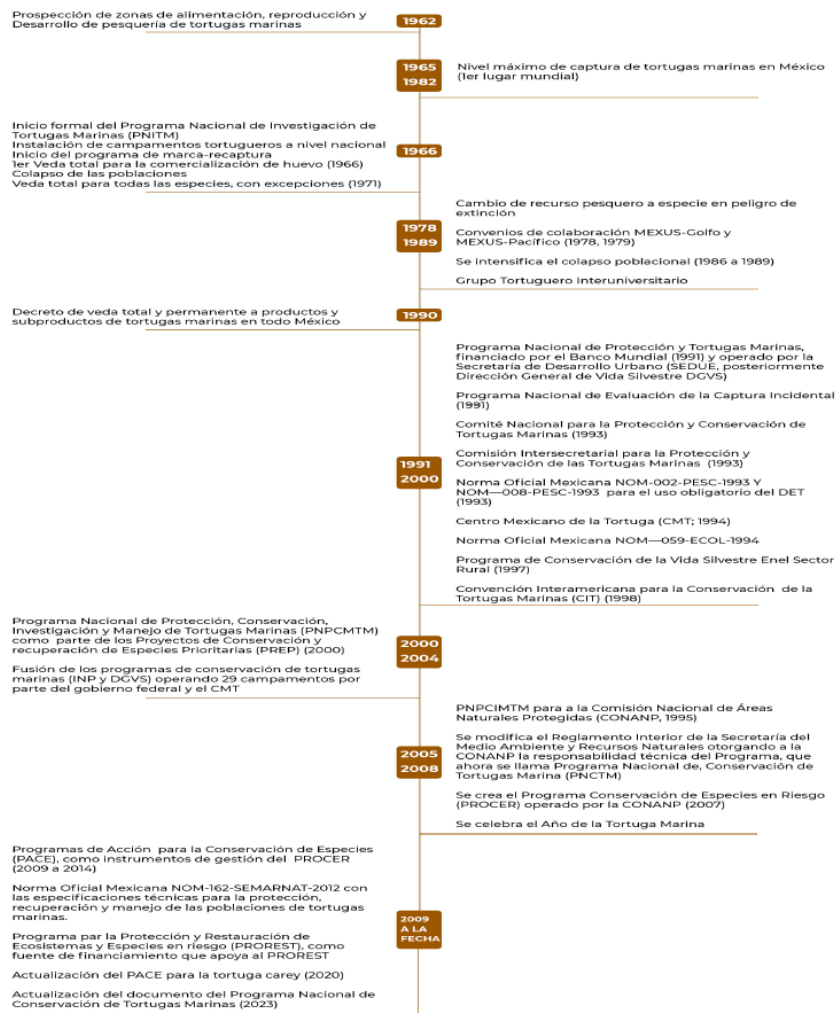 Prospección de zonas de alimentación, reproducción y
Desarrollo de pesquería de tortugas marinas
1962
1965
1982
Nivel máximo de captura de tortugas marinas en México
(1er lugar mundial)
Inicio formal del Programa Nacional de Investigación de
Tortugas Marinas (PNITM)
Instalación de campamentos tortugueros a nivel nacional
Inicio del programa de marca-recaptura
1er Veda total para la comercialización de huevo (1966)
Colapso de las poblaciones
Veda total para todas las especies, con excepciones (1971)
1966
1978
1989
Cambio de recurso pesquero a especie en peligro de
extinción
Convenios de colaboración MEXUS-Golfo y
MEXUS-Pacífico (1978, 1979)
Se intensifica el colapso poblacional (1986 a 1989)
Grupo Tortuguero Interuniversitario
Decreto de veda total y permanente a productos y
subproductos de tortugas marinas en todo México
1990
1991
2000
Programa Nacional de Protección y Tortugas Marinas,
financiado por el Banco Mundial (1991) y operado por la
Secretaría de Desarrollo Urbano (SEDUE, posteriormente
Dirección General de Vida Silvestre DGVS)
Programa Nacional de Evaluación de la Captura Incidental
(1991)
Comité Nacional para la Protección y Conservación de
Tortugas Marinas (1993)
Comisión Intersecretarial para la Protección y
Conservación de las Tortugas Marinas (1993)
Norma Oficial Mexicana NOM-002-PESC-1993 Y
NOM—008-PESC-1993 para el uso obligatorio del DET
(1993)
Centro Mexicano de la Tortuga (CMT; 1994)
Norma Oficial Mexicana NOM—059-ECOL-1994
Programa de Conservación de la Vida Silvestre Enel Sector
Rural (1997)
Convención Interamericana para la Conservación de la
Tortugas Marinas (CIT) (1998)
Programa Nacional de Protección, Conservación,
Investigación y Manejo de Tortugas Marinas (PNPCMTM)
como parte de los Proyectos de Conservación y
recuperación de Especies Prioritarias (PREP) (2000)
Fusión de los programas de conservación de tortugas
marinas (INP y DGVS) operando 29 campamentos por
parte del gobierno federal y el CMT
2000
2004
2005
2008
PNPCIMTM para a la Comisión Nacional de Áreas
Naturales Protegidas (CONANP, 1995)
Se modifica el Reglamento Interior de la Secretaría del
Medio Ambiente y Recursos Naturales otorgando a la
CONANP la responsabilidad técnica del Programa, que
ahora se llama Programa Nacional de, Conservación de
Tortugas Marina (PNCTM)
Se crea el Programa Conservación de Especies en Riesgo
(PROCER) operado por la CONANP (2007)
Se celebra el Año de la Tortuga Marina
Programas de Acción para la Conservación de Especies
(PACE), como instrumentos de gestión del PROCER
(2009 a 2014)
Norma Oficial Mexicana NOM-162-SEMARNAT-2012 con
las especificaciones técnicas para la protección,
recuperación y manejo de las poblaciones de tortugas
marinas.
Programa par la Protección y Restauración de
Ecosistemas y Especies en riesgo (PROREST), como
fuente de financiamiento que apoya al PROREST
Actualización del PACE para la tortuga carey (2020)
Actualización del documento del Programa Nacional de
Conservación de Tortugas Marinas (2023)
2009
A LA
FECHA